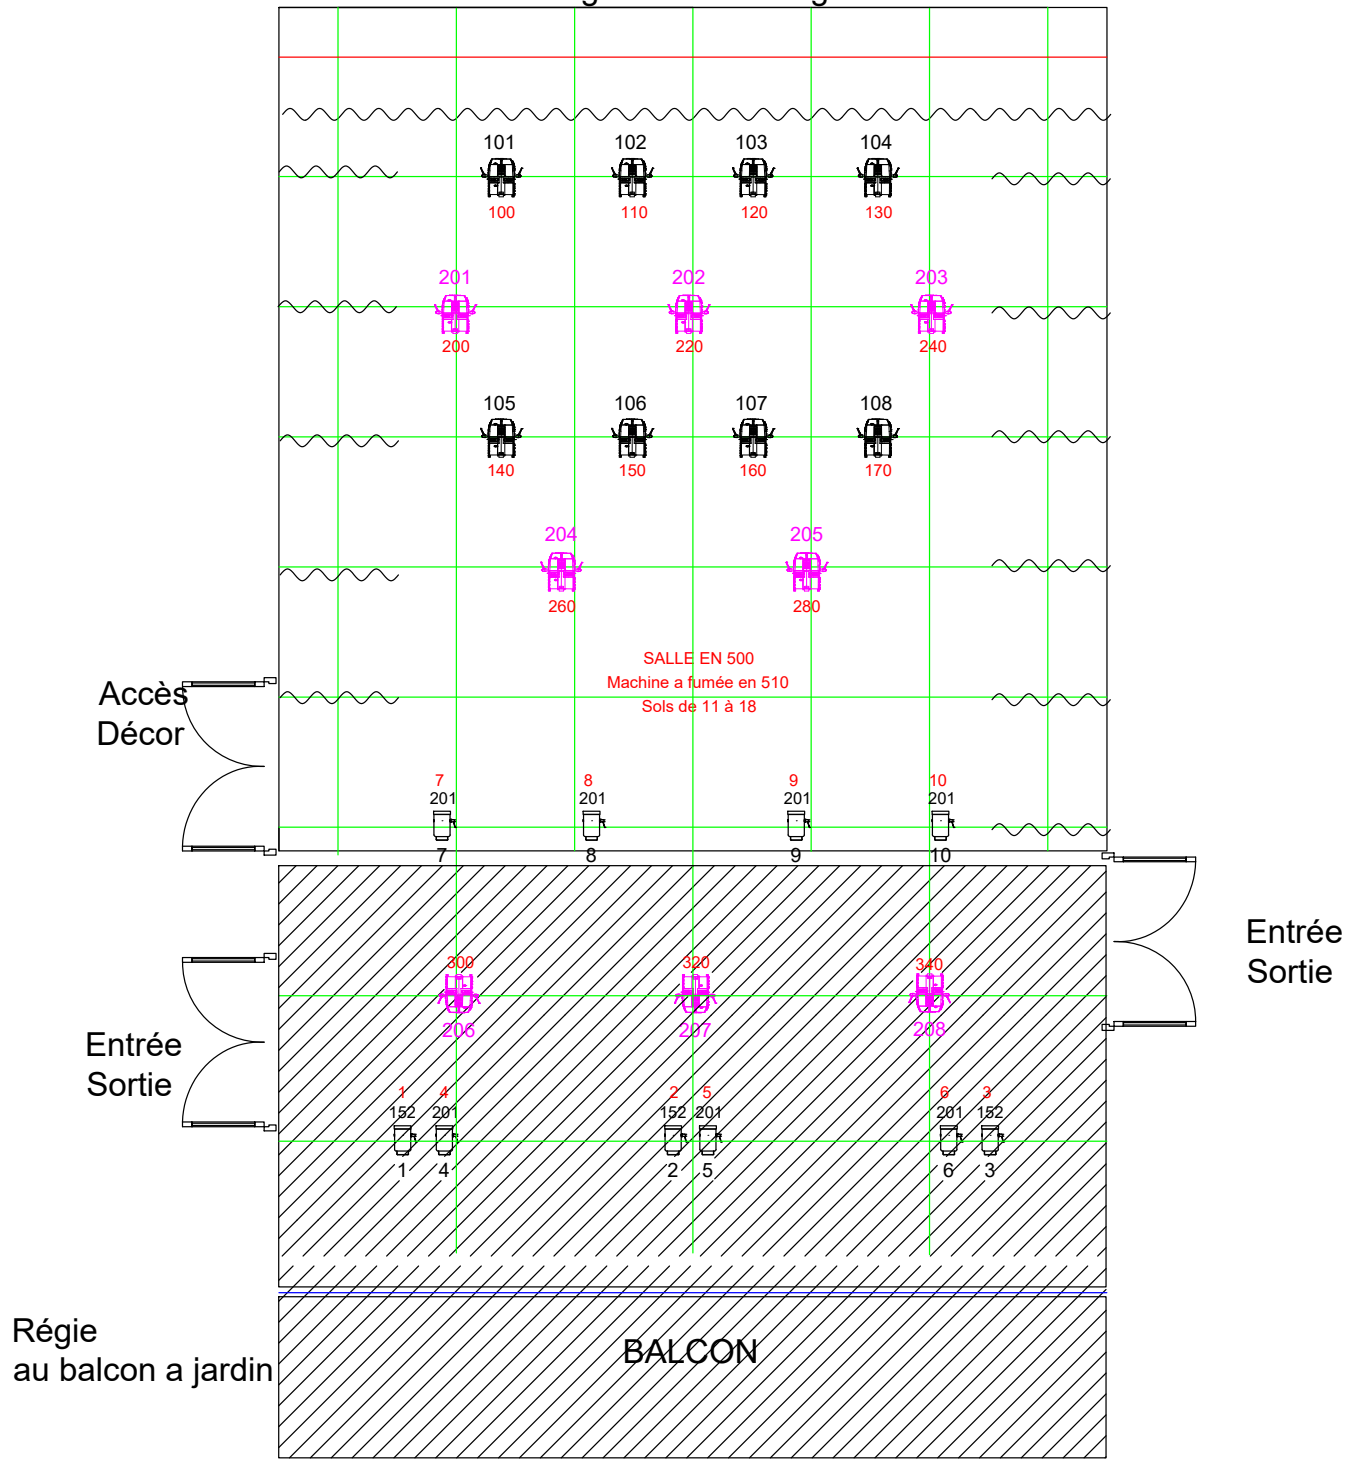 101 102 103 104
100 110 120 130
201 202 203
200 220 240
105 106 107 108
140 150 160 170
204 205
260 280
SALLE EN 500
Machine a fumée en 510
Sols de 11 à 18
Accès
Décor
7 8 9 10
201 201 201 201
7 8 9 10
Entrée
Sortie
300 320 340
206 207 208
Entrée
Sortie
1 4 2 5 6 3
152 201 152 201 201 152
1 4 2 5 6 3
Régie
au balcon a jardin
BALCON